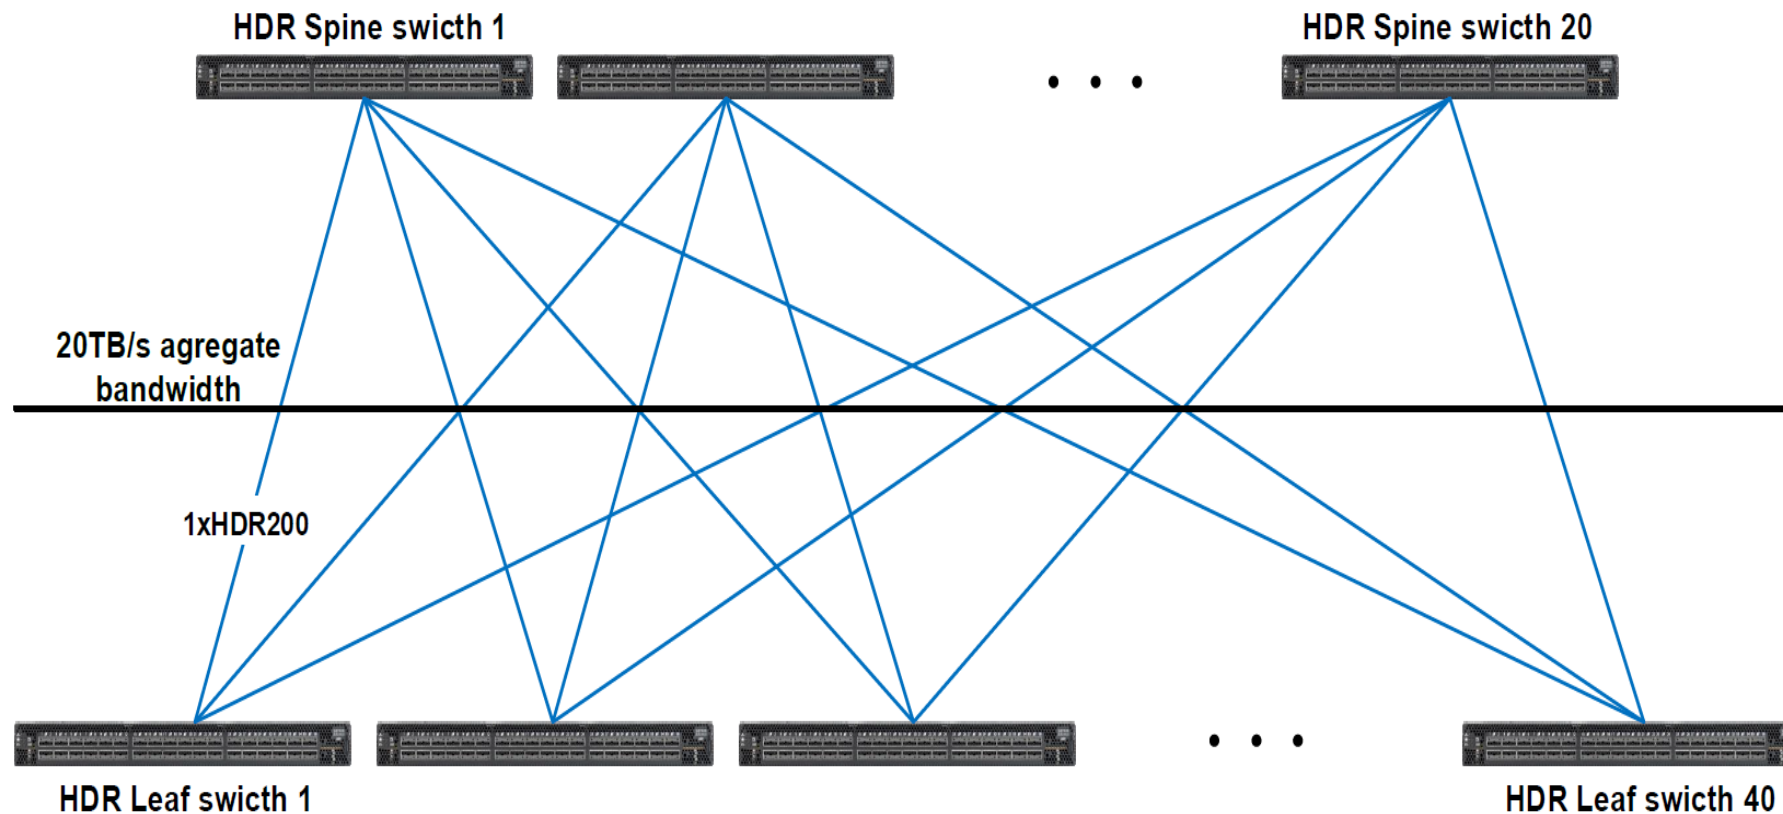 HDR Spine swicth 1
HDR Spine swicth 20
20TB/s agregate
bandwidth
1xHDR200
HDR Leaf swicth 1
HDR Leaf swicth 40